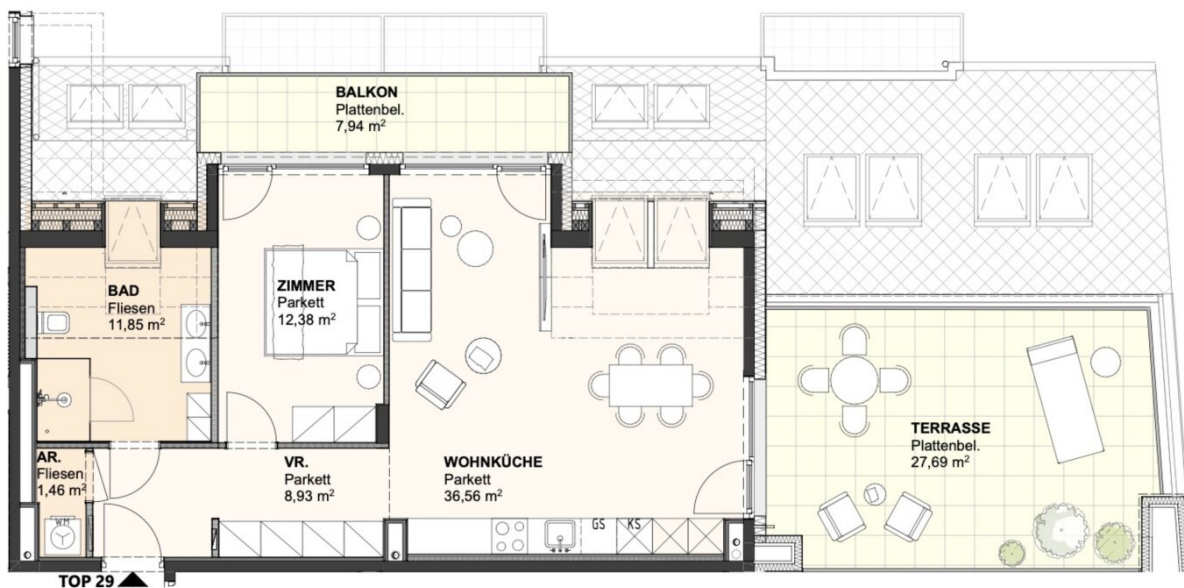 BALKON
Plattenbel.
7,94 m²
BAD
Fliesen
11,85 m²
ZIMMER
Parkett
12,38 m²
TERRASSE
Plattenbel.
27,69 m²
AR.
Fliesen
1,46 m²
VR.
Parkett
8,93 m²
WOHNKÜCHE
Parkett
36,56 m²
WM
GS KS
TOP 29